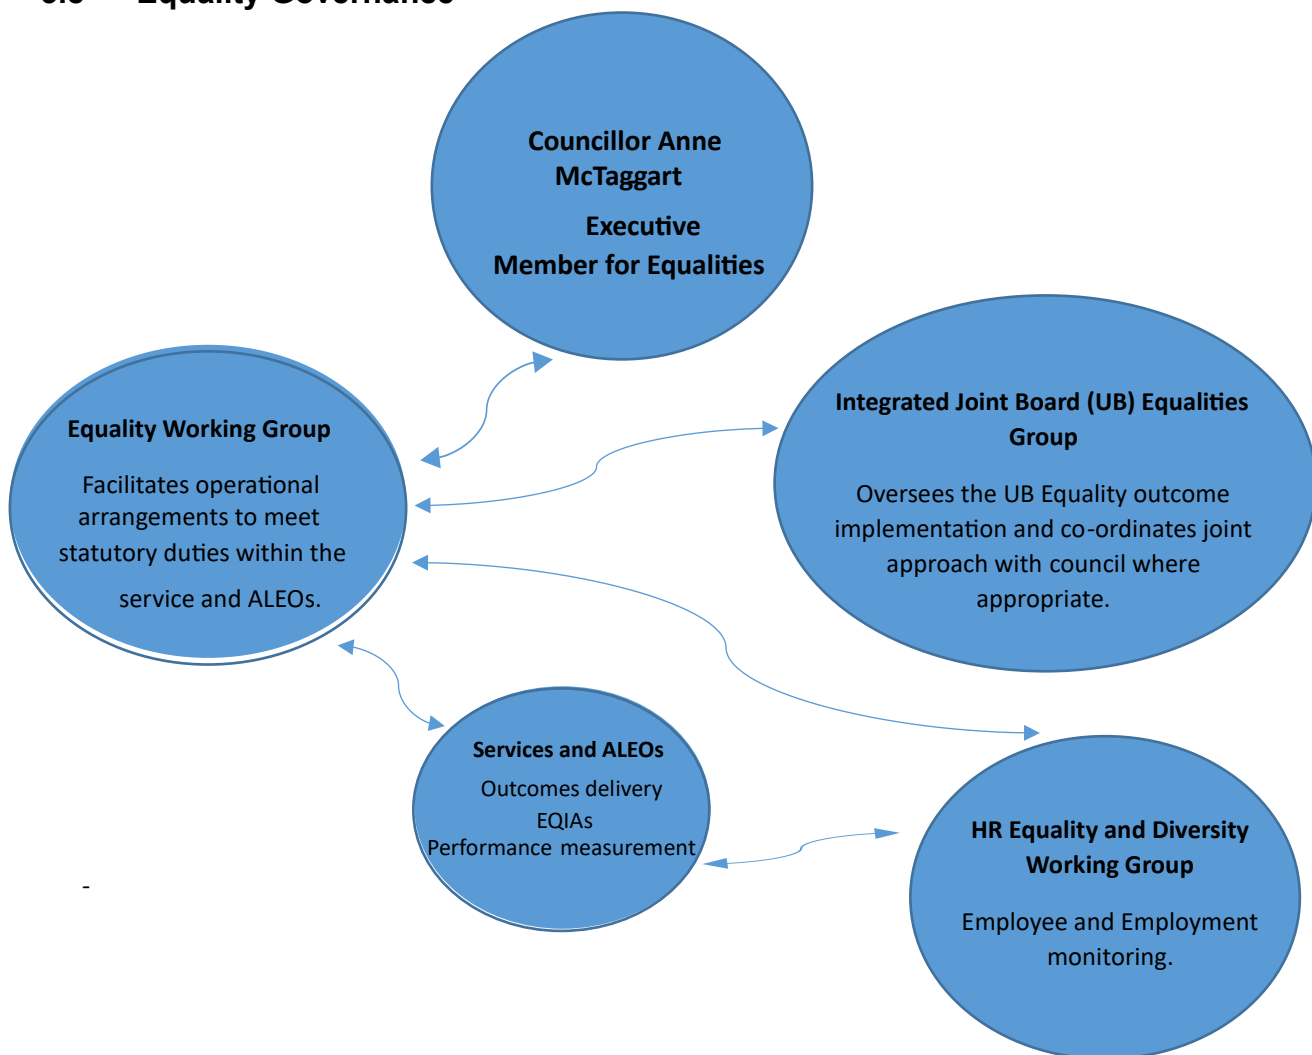 Equality Governance
Councillor Anne
McTaggart
Executive
Member for Equalities
Equality Working Group
Facilitates operational
arrangements to meet
statutory duties within the
service and ALEOs.
Integrated Joint Board (UB) Equalities
Group
Oversees the UB Equality outcome
implementation and co-ordinates joint
approach with council where
appropriate.
Services and ALEOs
Outcomes delivery
EQIAs
Performance measurement
HR Equality and Diversity
Working Group
Employee and Employment
monitoring.
-